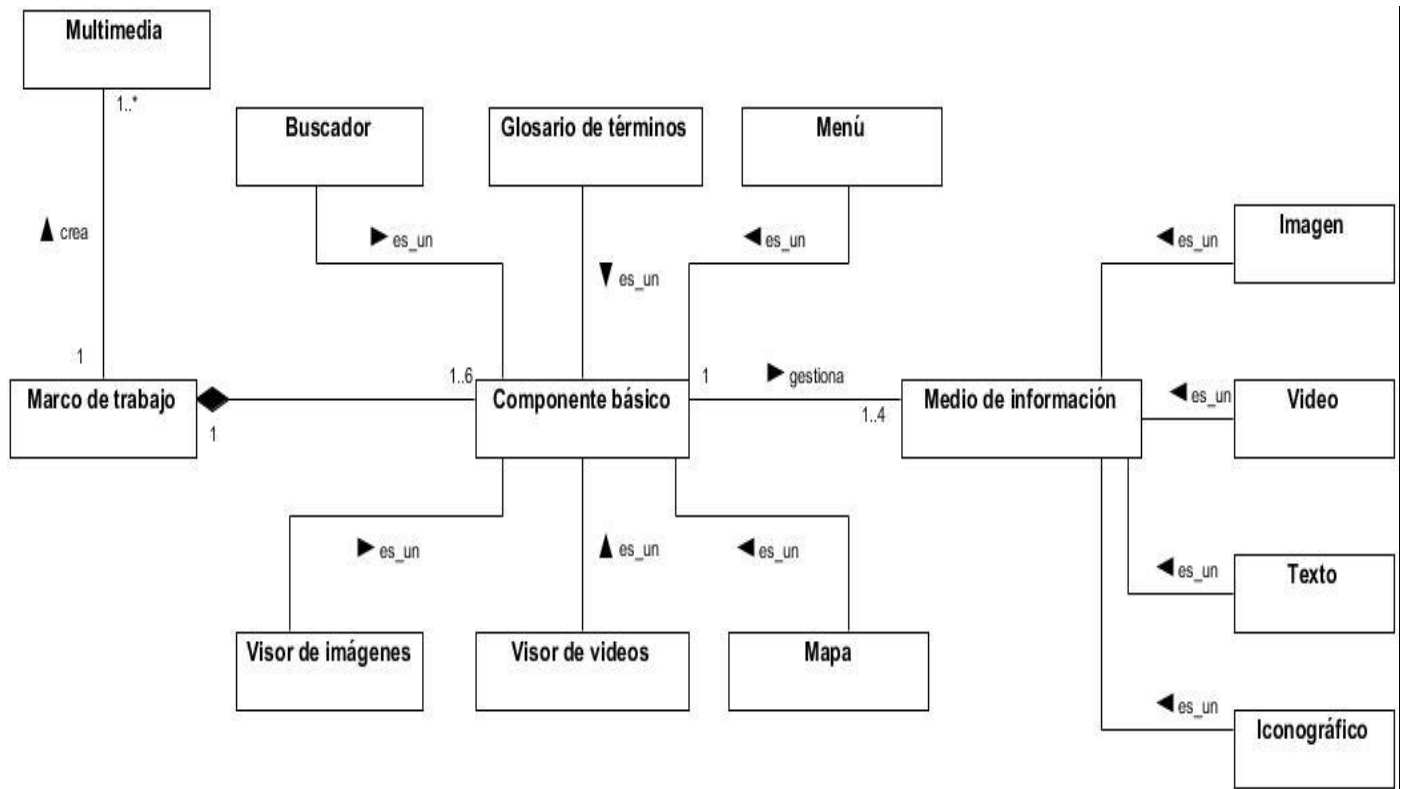 Multimedia
1..*
Buscador
Glosario de términos
Menú
Imagen
crea
es_un
es_un
es_un
es_un
1
1..6
1
gestiona
es_un
Marco de trabajo
Componente básico
Medio de información
Video
1
1..4
es_un
es_un
es_un
es_un
Texto
Visor de imágenes
Visor de videos
Mapa
es_un
Iconográfico